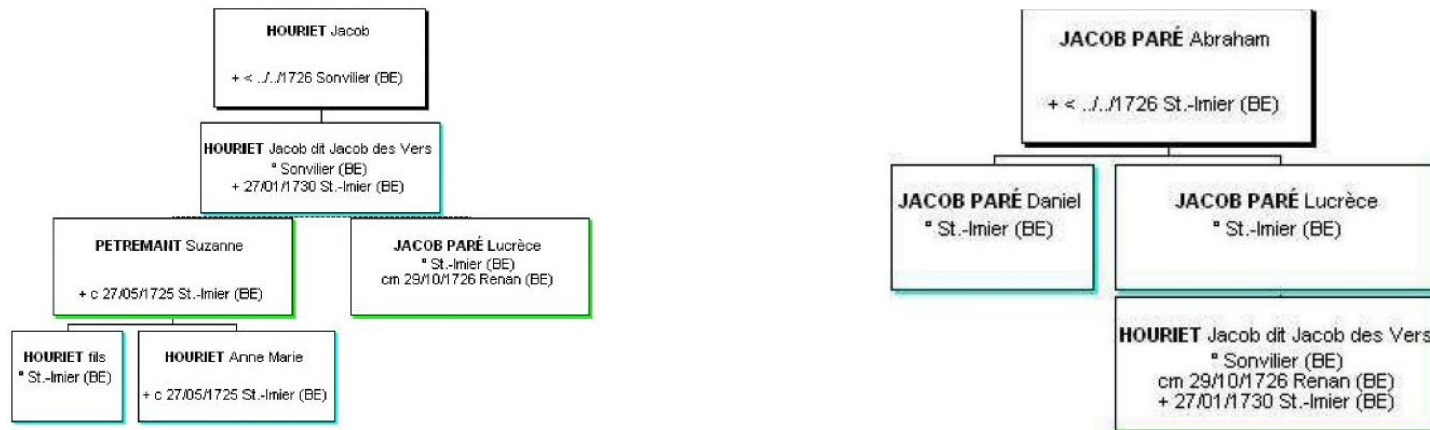 HOURIET Jacob
+ < ../../1726 Sonvilier (BE)
HOURIET Jacob dit Jacob des Vers
° Sonvilier (BE)
+ 27/01/1730 St.-Imier (BE)
PETREMANT Suzanne
+ c 27/05/1725 St.-Imier (BE)
JACOB PARÉ Lucrèce
° St.-Imier (BE)
cm 29/10/1726 Renan (BE)
HOURIET fils
° St.-Imier (BE)
HOURIET Anne Marie
+ c 27/05/1725 St.-Imier (BE)
JACOB PARÉ Abraham
+ < ../../1726 St.-Imier (BE)
JACOB PARÉ Daniel
° St.-Imier (BE)
JACOB PARÉ Lucrèce
° St.-Imier (BE)
HOURIET Jacob dit Jacob des Vers
° Sonvilier (BE)
cm 29/10/1726 Renan (BE)
+ 27/01/1730 St.-Imier (BE)